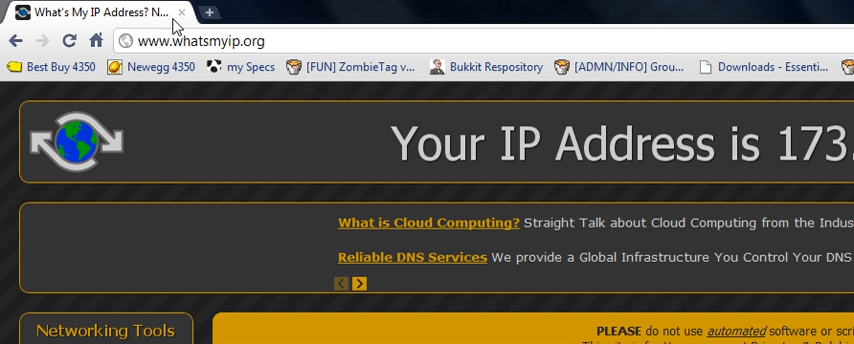 What's My IP Address? N...
www.whatsmyip.org
Best Buy 4350 Newegg 4350 my Specs [FUN] ZombieTag v... Bukkit Respository [ADMN/INFO] Grou... Downloads - Essenti...
Your IP Address is 173.
What is Cloud Computing? Straight Talk about Cloud Computing from the Indus
Reliable DNS Services We provide a Global Infrastructure You Control Your DNS
Networking Tools
PLEASE do not use automated software or scri